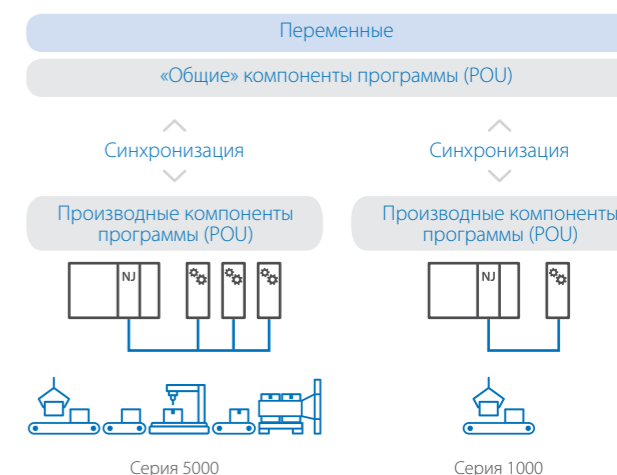 Переменные
«Общие» компоненты программы (POU)
Синхронизация
Синхронизация
Производные компоненты
программы (POU)
Производные компоненты
программы (POU)
NJ
NJ
Серия 5000
Серия 1000